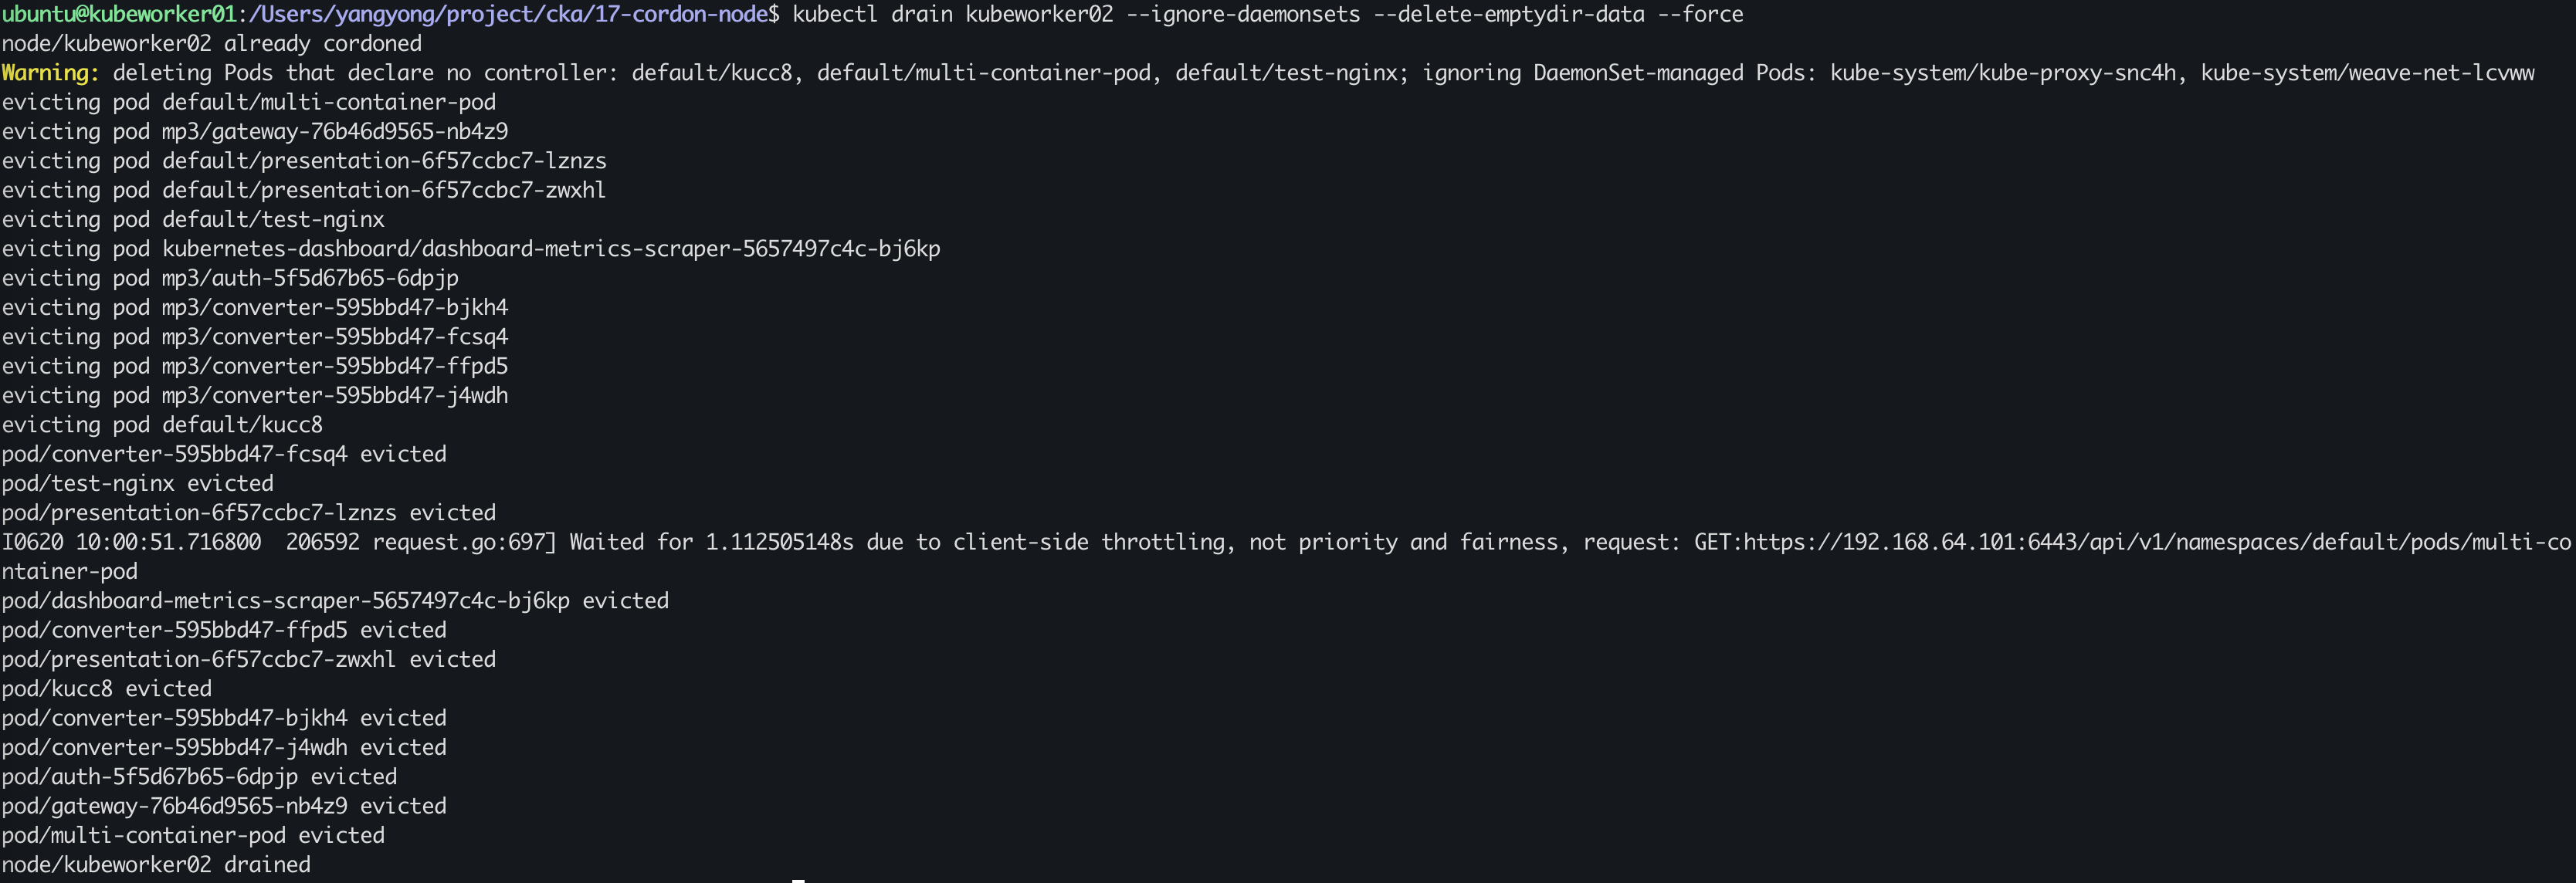 ubuntu@kubeworker01:/Users/yangyong/project/cka/17-cordon-node$ kubectl drain kubeworker02 --ignore-daemonsets --delete-emptydir-data --force
node/kubeworker02 already cordoned
Warning: deleting Pods that declare no controller: default/kucc8, default/multi-container-pod, default/test-nginx; ignoring DaemonSet-managed Pods: kube-system/kube-proxy-snc4h, kube-system/weave-net-lcvww
evicting pod default/multi-container-pod
evicting pod mp3/gateway-76b46d9565-nb4z9
evicting pod default/presentation-6f57ccbc7-lznzs
evicting pod default/presentation-6f57ccbc7-zwxhl
evicting pod default/test-nginx
evicting pod kubernetes-dashboard/dashboard-metrics-scraper-5657497c4c-bj6kp
evicting pod mp3/auth-5f5d67b65-6dpjp
evicting pod mp3/converter-595bbd47-bjkh4
evicting pod mp3/converter-595bbd47-fcsq4
evicting pod mp3/converter-595bbd47-ffpd5
evicting pod mp3/converter-595bbd47-j4wdh
evicting pod default/kucc8
pod/converter-595bbd47-fcsq4 evicted
pod/test-nginx evicted
pod/presentation-6f57ccbc7-lznzs evicted
I0620 10:00:51.716800  206592 request.go:697] Waited for 1.112505148s due to client-side throttling, not priority and fairness, request: GET:https://192.168.64.101:6443/api/v1/namespaces/default/pods/multi-co
ntainer-pod
pod/dashboard-metrics-scraper-5657497c4c-bj6kp evicted
pod/converter-595bbd47-ffpd5 evicted
pod/presentation-6f57ccbc7-zwxhl evicted
pod/kucc8 evicted
pod/converter-595bbd47-bjkh4 evicted
pod/converter-595bbd47-j4wdh evicted
pod/auth-5f5d67b65-6dpjp evicted
pod/gateway-76b46d9565-nb4z9 evicted
pod/multi-container-pod evicted
node/kubeworker02 drained